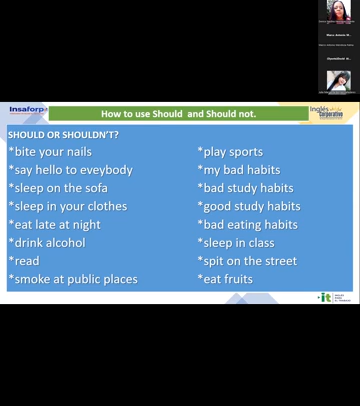 Insaforp
How to use Should and Should not.
Inglés
Corporativo
SHOULD OR SHOULDN'T?
*bite your nails
*say hello to eveybody
*sleep on the sofa
*sleep in your clothes
*eat late at night
*drink alcohol
*read
*smoke at public places
*play sports
*my bad habits
*bad study habits
*good study habits
*bad eating habits
*sleep in class
*spit on the street
*eat fruits
it